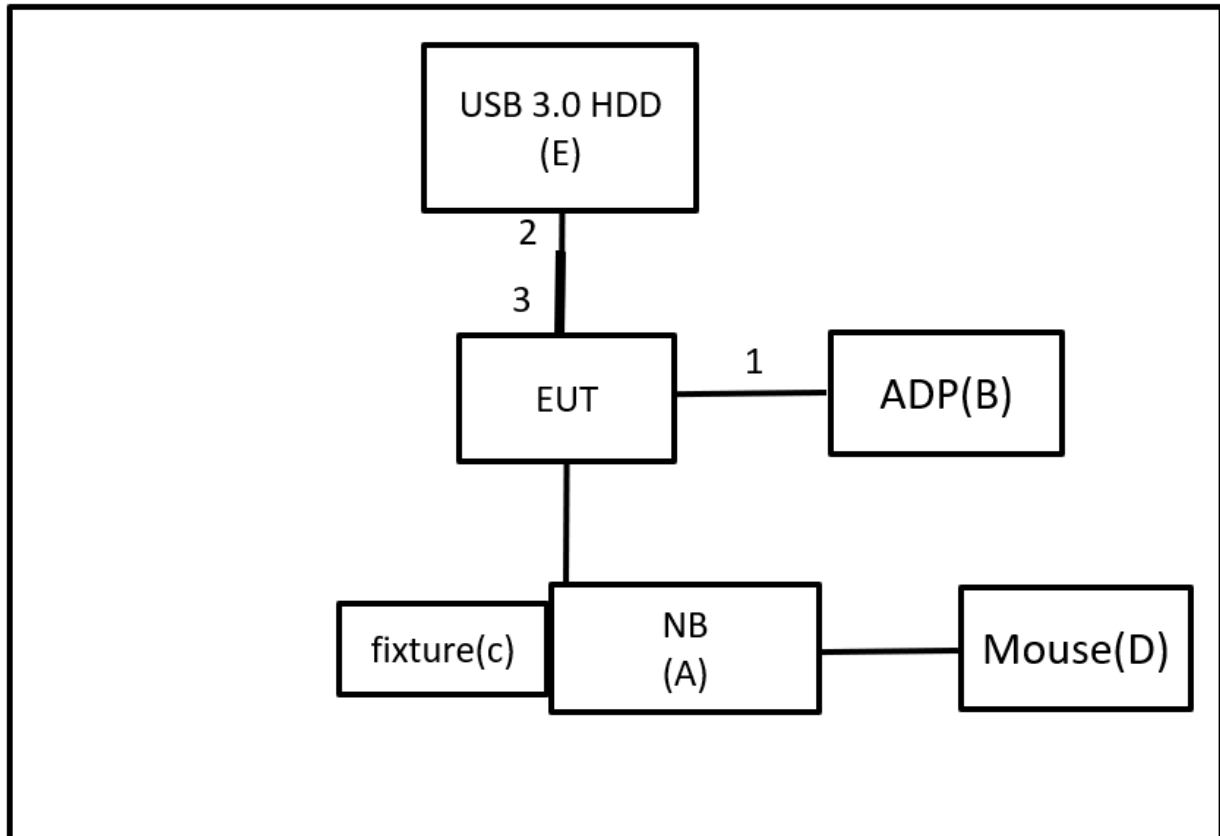 USB 3.0 HDD
(E)
2
3
EUT
1
ADP(B)
fixture(c)
NB
(A)
Mouse(D)